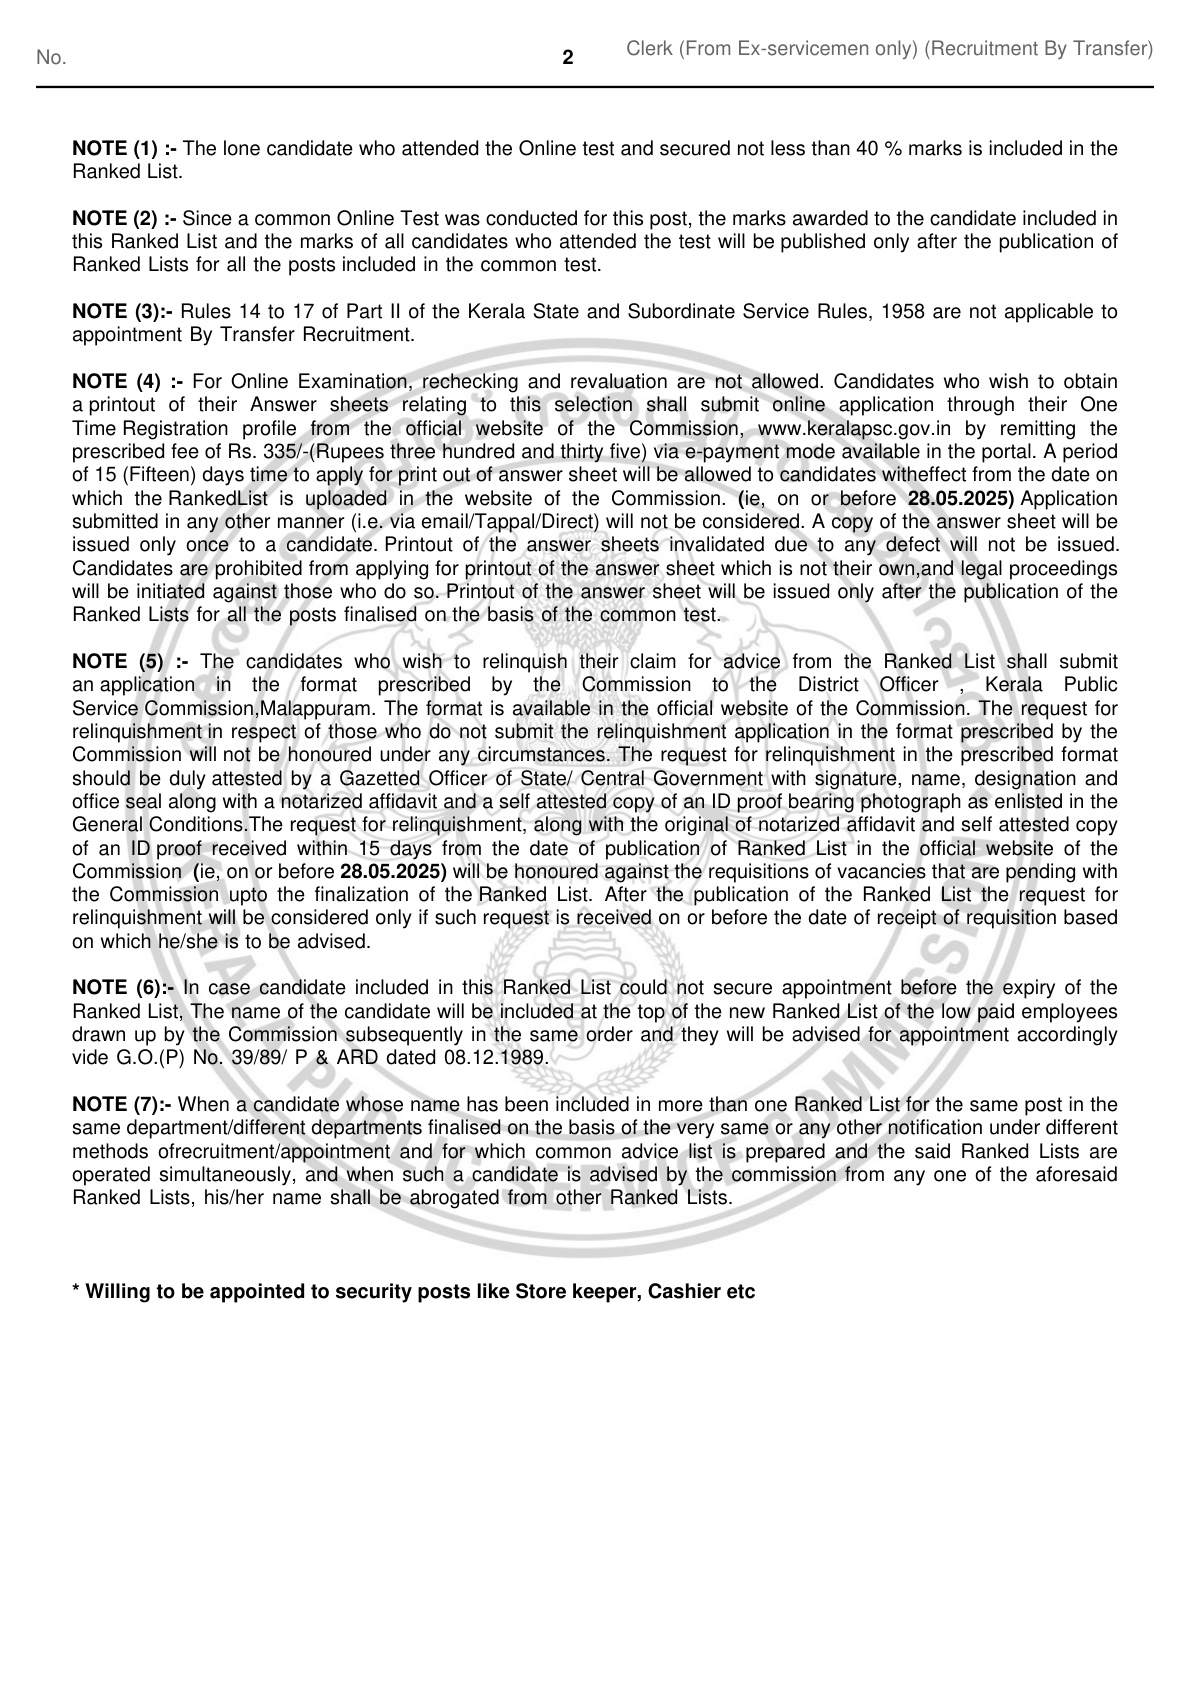 No.
2
Clerk (From Ex-servicemen only) (Recruitment By Transfer)
NOTE (1) :- The lone candidate who attended the Online test and secured not less than 40 % marks is included in the
Ranked List.
NOTE (2) :- Since a common Online Test was conducted for this post, the marks awarded to the candidate included in
this Ranked List and the marks of all candidates who attended the test will be published only after the publication of
Ranked Lists for all the posts included in the common test.
NOTE (3):- Rules 14 to 17 of Part II of the Kerala State and Subordinate Service Rules, 1958 are not applicable to
appointment By Transfer Recruitment.
NOTE (4) :- For Online Examination, rechecking and revaluation are not allowed. Candidates who wish to obtain
a printout of their Answer sheets relating to this selection shall submit online application through their One
Time Registration profile from the official website of the Commission, www.keralapsc.gov.in by remitting the
prescribed fee of Rs. 335/-(Rupees three hundred and thirty five) via e-payment mode available in the portal. A period
of 15 (Fifteen) days time to apply for print out of answer sheet will be allowed to candidates witheffect from the date on
which the RankedList is uploaded in the website of the Commission. (ie, on or before 28.05.2025) Application
submitted in any other manner (i.e. via email/Tappal/Direct) will not be considered. A copy of the answer sheet will be
issued only once to a candidate. Printout of the answer sheets invalidated due to any defect will not be issued.
Candidates are prohibited from applying for printout of the answer sheet which is not their own,and legal proceedings
will be initiated against those who do so. Printout of the answer sheet will be issued only after the publication of the
Ranked Lists for all the posts finalised on the basis of the common test.
NOTE (5) :- The candidates who wish to relinquish their claim for advice from the Ranked List shall submit
an application in the format prescribed by the Commission to the District Officer , Kerala Public
Service Commission,Malappuram. The format is available in the official website of the Commission. The request for
relinquishment in respect of those who do not submit the relinquishment application in the format prescribed by the
Commission will not be honoured under any circumstances. The request for relinquishment in the prescribed format
should be duly attested by a Gazetted Officer of State/ Central Government with signature, name, designation and
office seal along with a notarized affidavit and a self attested copy of an ID proof bearing photograph as enlisted in the
General Conditions.The request for relinquishment, along with the original of notarized affidavit and self attested copy
of an ID proof received within 15 days from the date of publication of Ranked List in the official website of the
Commission (ie, on or before 28.05.2025) will be honoured against the requisitions of vacancies that are pending with
the Commission upto the finalization of the Ranked List. After the publication of the Ranked List the request for
relinquishment will be considered only if such request is received on or before the date of receipt of requisition based
on which he/she is to be advised.
NOTE (6):- In case candidate included in this Ranked List could not secure appointment before the expiry of the
Ranked List, The name of the candidate will be included at the top of the new Ranked List of the low paid employees
drawn up by the Commission subsequently in the same order and they will be advised for appointment accordingly
vide G.O.(P) No. 39/89/ P & ARD dated 08.12.1989.
NOTE (7):- When a candidate whose name has been included in more than one Ranked List for the same post in the
same department/different departments finalised on the basis of the very same or any other notification under different
methods ofrecruitment/appointment and for which common advice list is prepared and the said Ranked Lists are
operated simultaneously, and when such a candidate is advised by the commission from any one of the aforesaid
Ranked Lists, his/her name shall be abrogated from other Ranked Lists.
* Willing to be appointed to security posts like Store keeper, Cashier etc
KERALA PUBLIC SERVICE COMMISSION